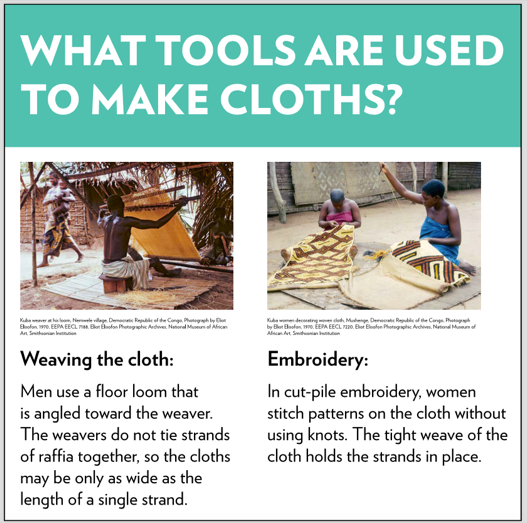 WHAT TOOLS ARE USED
TO MAKE CLOTHS?
Kuba weaver at his loom, Nemwele village, Democratic Republic of the Congo, Photograph by Eliot
Elisofon, 1970, EEPA EECL 7188, Eliot Elisofon Photographic Archives, National Museum of African
Art, Smithsonian Institution
Weaving the cloth:
Men use a floor loom that
is angled toward the weaver.
The weavers do not tie strands
of raffia together, so the cloths
may be only as wide as the
length of a single strand.
Kuba women decorating woven cloth, Mushenge, Democratic Republic of the Congo, Photograph
by Eliot Elisofon, 1970, EEPA EECL 7220, Eliot Elisofon Photographic Archives, National Museum of
African Art, Smithsonian Institution
Embroidery:
In cut-pile embroidery, women
stitch patterns on the cloth without
using knots. The tight weave of the
cloth holds the strands in place.